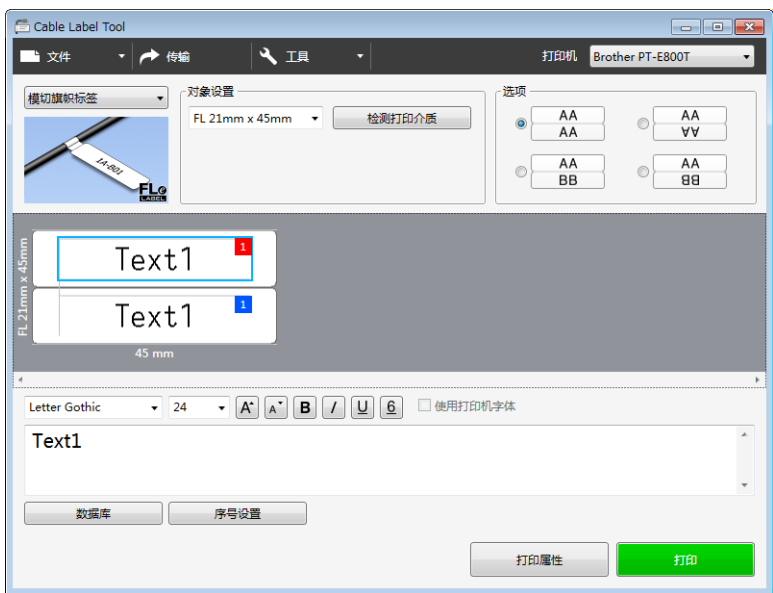 Cable Label Tool
文件 传输 工具 打印机 Brother PT-E800T
模切旗帜标签
对象设置
FL 21mm x 45mm 检测打印介质
1A-B01
FLe
LABEL
选项
AA AA
AA AA
AA AA
BB BB
FL 21mm x 45mm
Text1 1
Text1 1
45 mm
Letter Gothic 24 A A B I U 6 使用打印机字体
Text1
数据库 序号设置
打印属性 打印